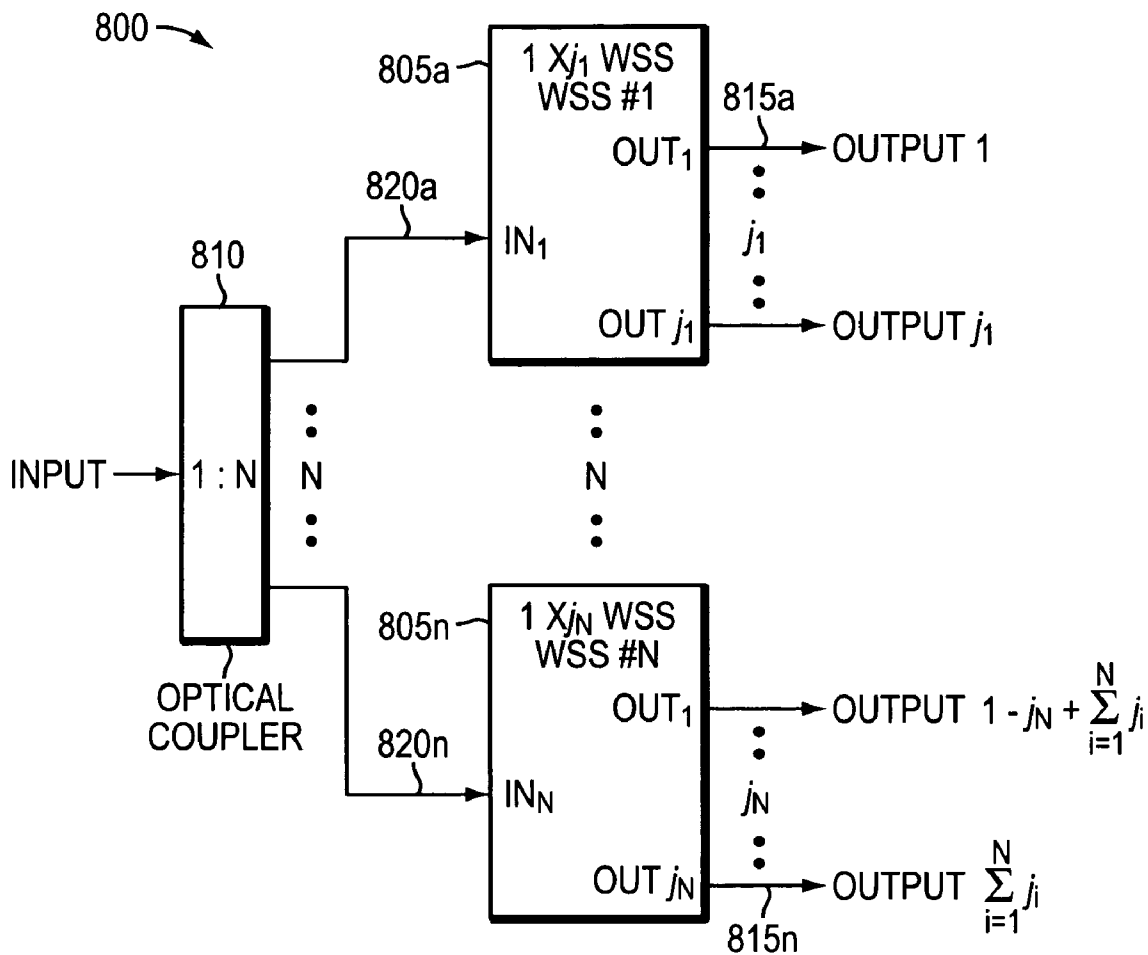 800
805a
1 Xj₁ WSS
WSS #1
815a
OUT₁
OUTPUT 1
820a
j₁
IN₁
810
OUT j₁
OUTPUT j₁
INPUT
1 : N
N
N
805n
1 XjN WSS
WSS #N
OPTICAL
COUPLER
OUT₁
OUTPUT 1 - jN + ∑ i=1 N ji
820n
INN
jN
OUT jN
OUTPUT ∑ i=1 N ji
815n